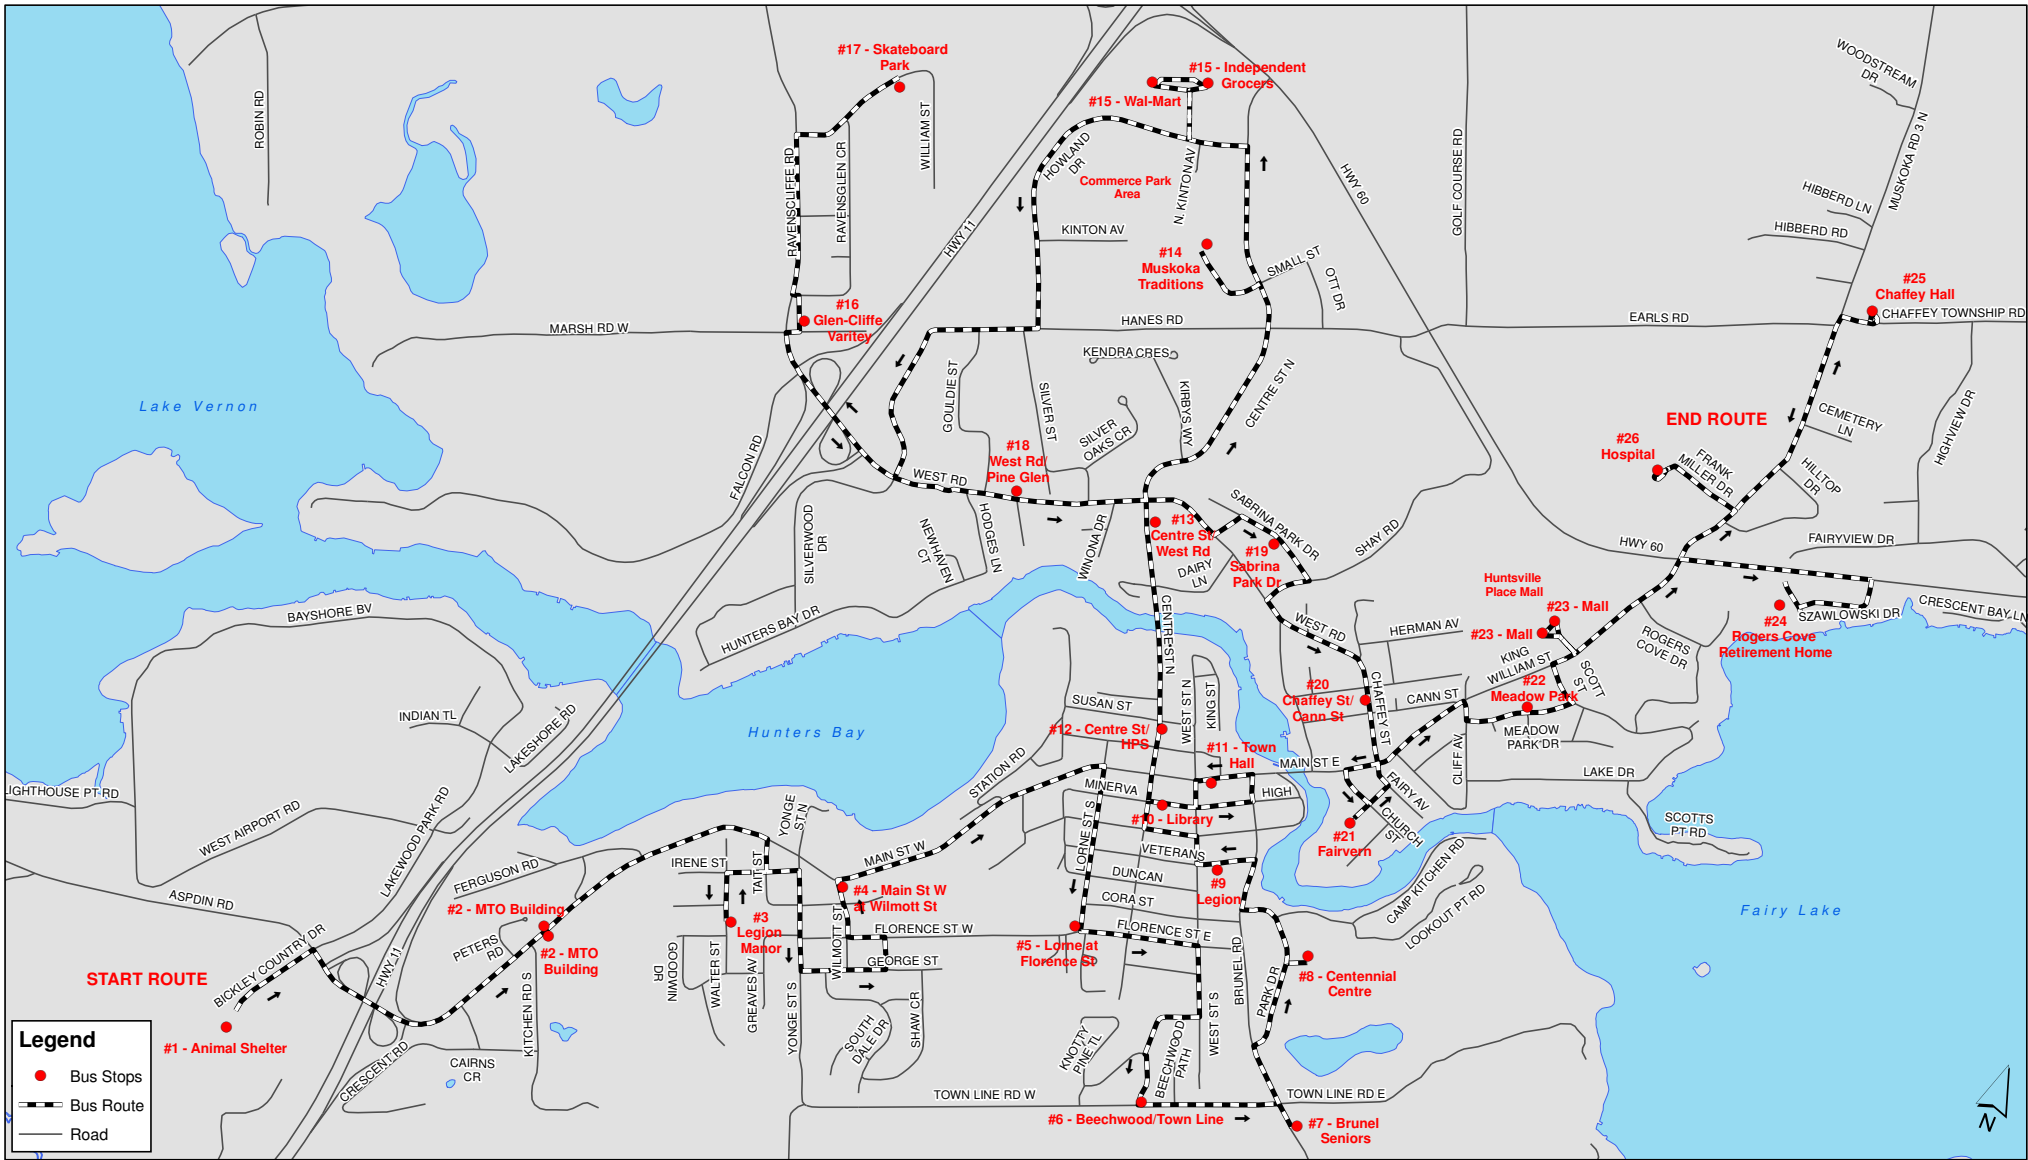 #17 - Skateboard
Park
#15 - Independent
Grocers
#15 - Wal-Mart
WOODSTREAM
DR
ROBIN RD
WILLIAM ST
RAVENSCLIFFE RD
RAVENSGLEN CR
HOWLAND
DR
Commerce Park
Area
N. KINTON AV
HWY 60
GOLF COURSE RD
MUSKOKA RD 3 N
HIBBERD LN
HIBBERD RD
HWY 11
KINTON AV
#14
Muskoka
Traditions
SMALL ST
OTT DR
#25
Chaffey Hall
CHAFFEY TOWNSHIP RD
#16
Glen-Cliffe
Varitey
MARSH RD W
HANES RD
EARLS RD
KENDRA CRES
GOULDIE ST
SILVER ST
SILVER
OAKS CR
KIRBYS WY
CENTRE ST N
Lake Vernon
END ROUTE
CEMETERY
LN
HIGHVIEW DR
#26
Hospital
FRANK
MILLER DR
HILLTOP
DR
#18
West Rd/
Pine Glen
FALCON RD
WEST RD
SILVERWOOD
DR
NEWHAVEN
CT
HODGES LN
WINONA DR
#13
Centre St/
West Rd
SABRINA PARK DR
#19
Sabrina
Park Dr
DAIRY
LN
SHAY RD
HWY 60
FAIRYVIEW DR
Huntsville
Place Mall
#23 - Mall
#23 - Mall
#24
Rogers Cove
Retirement Home
SZAWLOWSKI DR
CRESCENT BAY LN
BAYSHORE BV
HUNTERS BAY DR
CENTRE ST N
WEST RD
HERMAN AV
KING
WILLIAM ST
SCOTT
ST
ROGERS
COVE DR
#22
Meadow Park
MEADOW
PARK DR
#20
Chaffey St/
Cann St
CHAFFEY ST
CANN ST
INDIAN TL
LAKESHORE RD
Hunters Bay
SUSAN ST
WEST ST N
KING ST
#12 - Centre St/
HPS
#11 - Town
Hall
MAIN ST E
CLIFF AV
LAKE DR
STATION RD
LIGHTHOUSE PT RD
WEST AIRPORT RD
LAKEWOOD PARK RD
YONGE
ST N
MINERVA
HIGH
#10 - Library
FAIRY AV
CHURCH
ST
#21
Fairvern
SCOTTS
PT RD
LORNE ST S
VETERANS
DUNCAN
CORA ST
#9
Legion
CAMP KITCHEN RD
LOOKOUT PT RD
Fairy Lake
ASPDIN RD
FERGUSON RD
IRENE ST
TAIT ST
MAIN ST W
#4 - Main St W
at Wilmott St
#2 - MTO Building
#2 - MTO
Building
PETERS
RD
#3
Legion
Manor
WILMOTT ST
FLORENCE ST W
GEORGE ST
#5 - Lorne at
Florence St
FLORENCE ST E
RD
BRUNEL RD
PARK DR
#8 - Centennial
Centre
START ROUTE
BICKLEY COUNTRY DR
HWY 11
KITCHEN RD S
GOODWIN
DR
WALTER ST
GREAVES AV
YONGE ST S
SOUTH
DALE DR
SHAW CR
KNOTTY
PINE TL
BEECHWOOD
PATH
WEST ST S
#1 - Animal Shelter
CRESCENT RD
CAIRNS
CR
TOWN LINE RD W
TOWN LINE RD E
#6 - Beechwood/Town Line
#7 - Brunel
Seniors
Legend
Bus Stops
Bus Route
Road
N